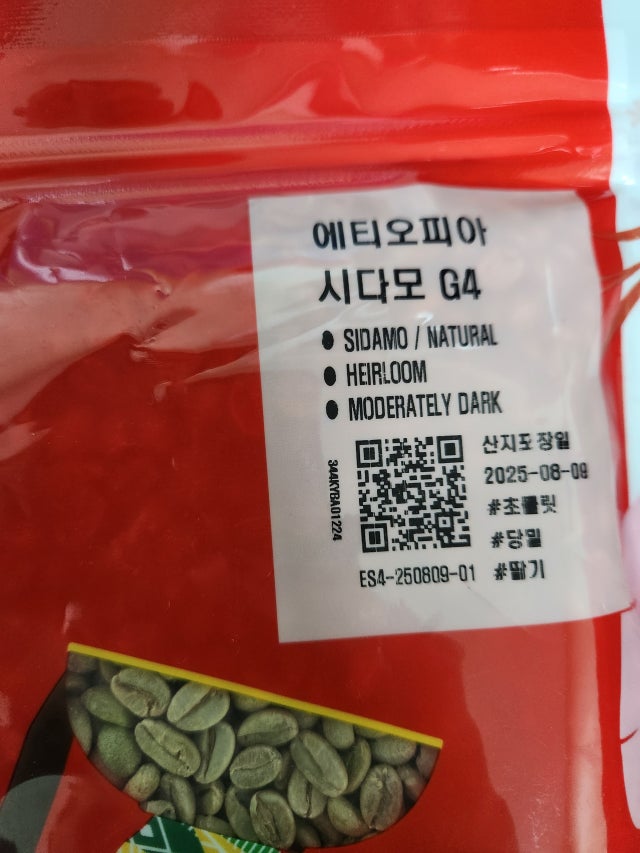 에티오피아
시다모 G4
● SIDAMO / NATURAL
● HEIRLOOM
● MODERATELY DARK
산지포장일
2025-08-09
#초콜릿
#당밀
#딸기
344KYBA01224
ES4-250809-01